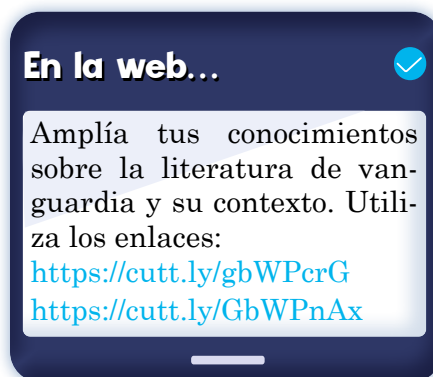 En la web...
Amplía tus conocimientos
sobre la literatura de van-
guardia y su contexto. Utili-
za los enlaces:
https://cutt.ly/gbWPcrG
https://cutt.ly/GbWPnAx